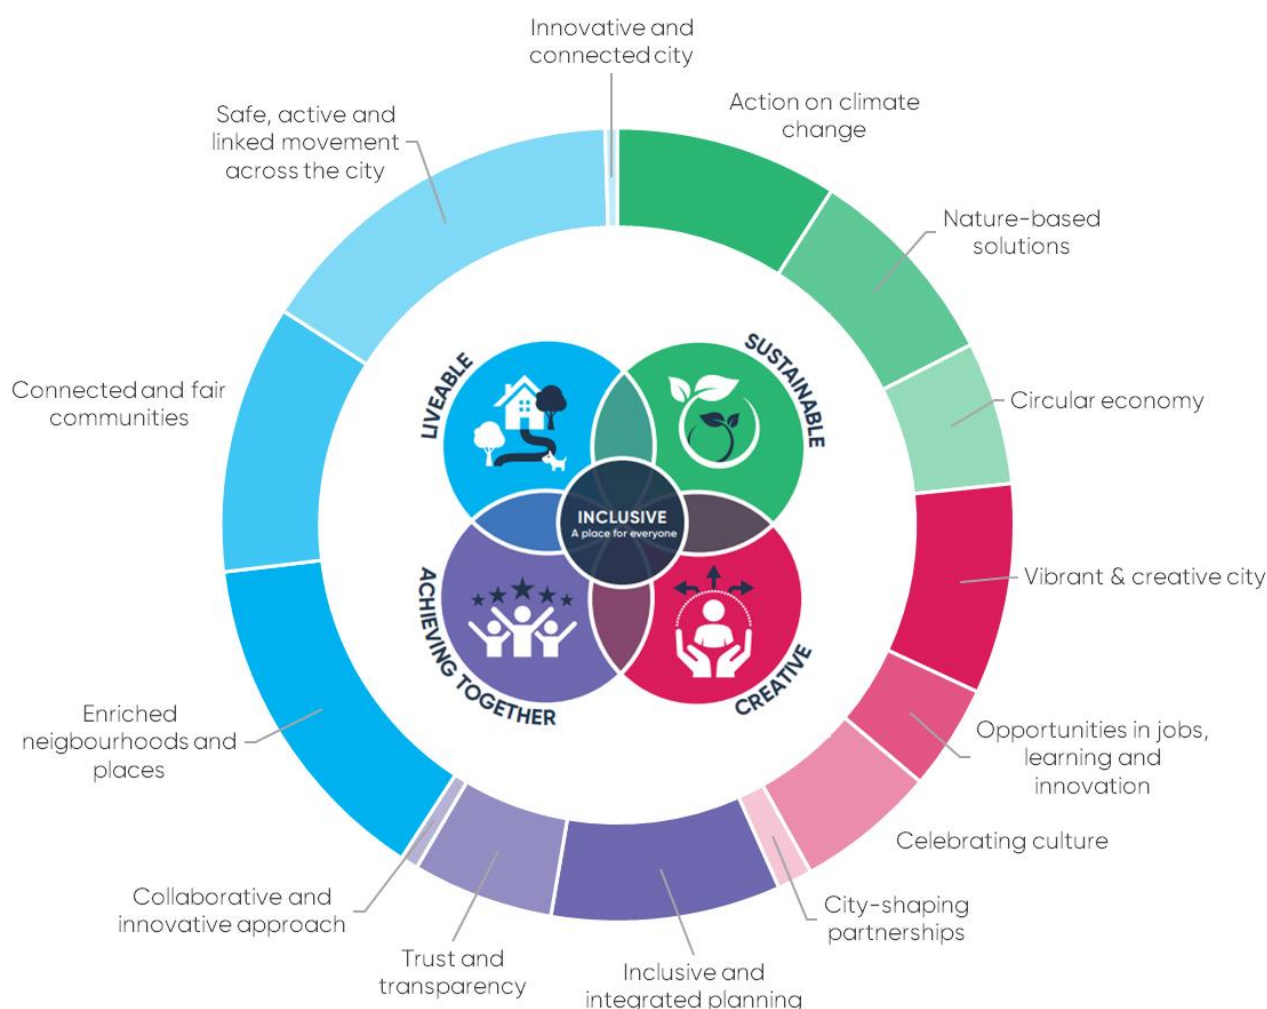 Innovative and
connected city
Action on climate
change
Safe, active and
linked movement
across the city
Nature-based
solutions
Connected and fair
communities
Circular economy
LIVEABLE
SUSTAINABLE
INCLUSIVE
A place for everyone
ACHIEVING TOGETHER
CREATIVE
Vibrant & creative city
Enriched
neigbourhoods and
places
Opportunities in jobs,
learning and
innovation
Celebrating culture
Collaborative and
innovative approach
City-shaping
partnerships
Trust and
transparency
Inclusive and
integrated planning